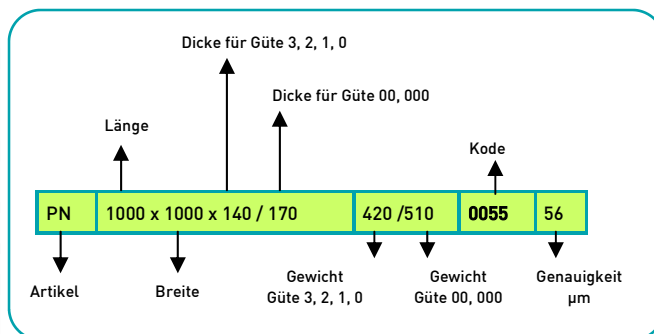 Dicke für Güte 3, 2, 1, 0
Dicke für Güte 00, 000
Länge
Kode
PN 1000 x 1000 x 140 / 170 420 /510 0055 56
Artikel Breite Gewicht Gewicht Genauigkeit
Güte 3, 2, 1, 0 Güte 00, 000 µm